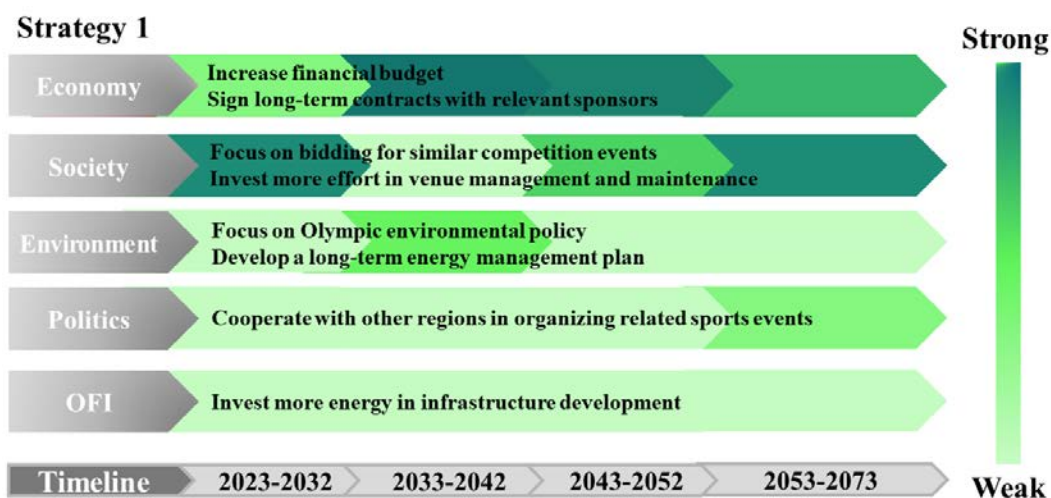 Strategy 1
Strong
Economy
Increase financial budget
Sign long-term contracts with relevant sponsors
Society
Focus on bidding for similar competition events
Invest more effort in venue management and maintenance
Environment
Focus on Olympic environmental policy
Develop a long-term energy management plan
Politics
Cooperate with other regions in organizing related sports events
OFI
Invest more energy in infrastructure development
Timeline 2023-2032 2033-2042 2043-2052 2053-2073
Weak